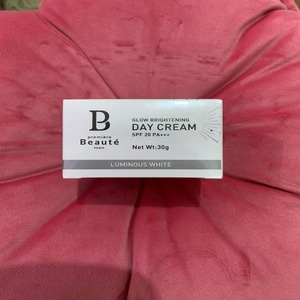 B
première
Beauté
PARIS
GLOW BRIGHTENING
DAY CREAM
SPF 20 PA+++
Net Wt:30g
LUMINOUS WHITE